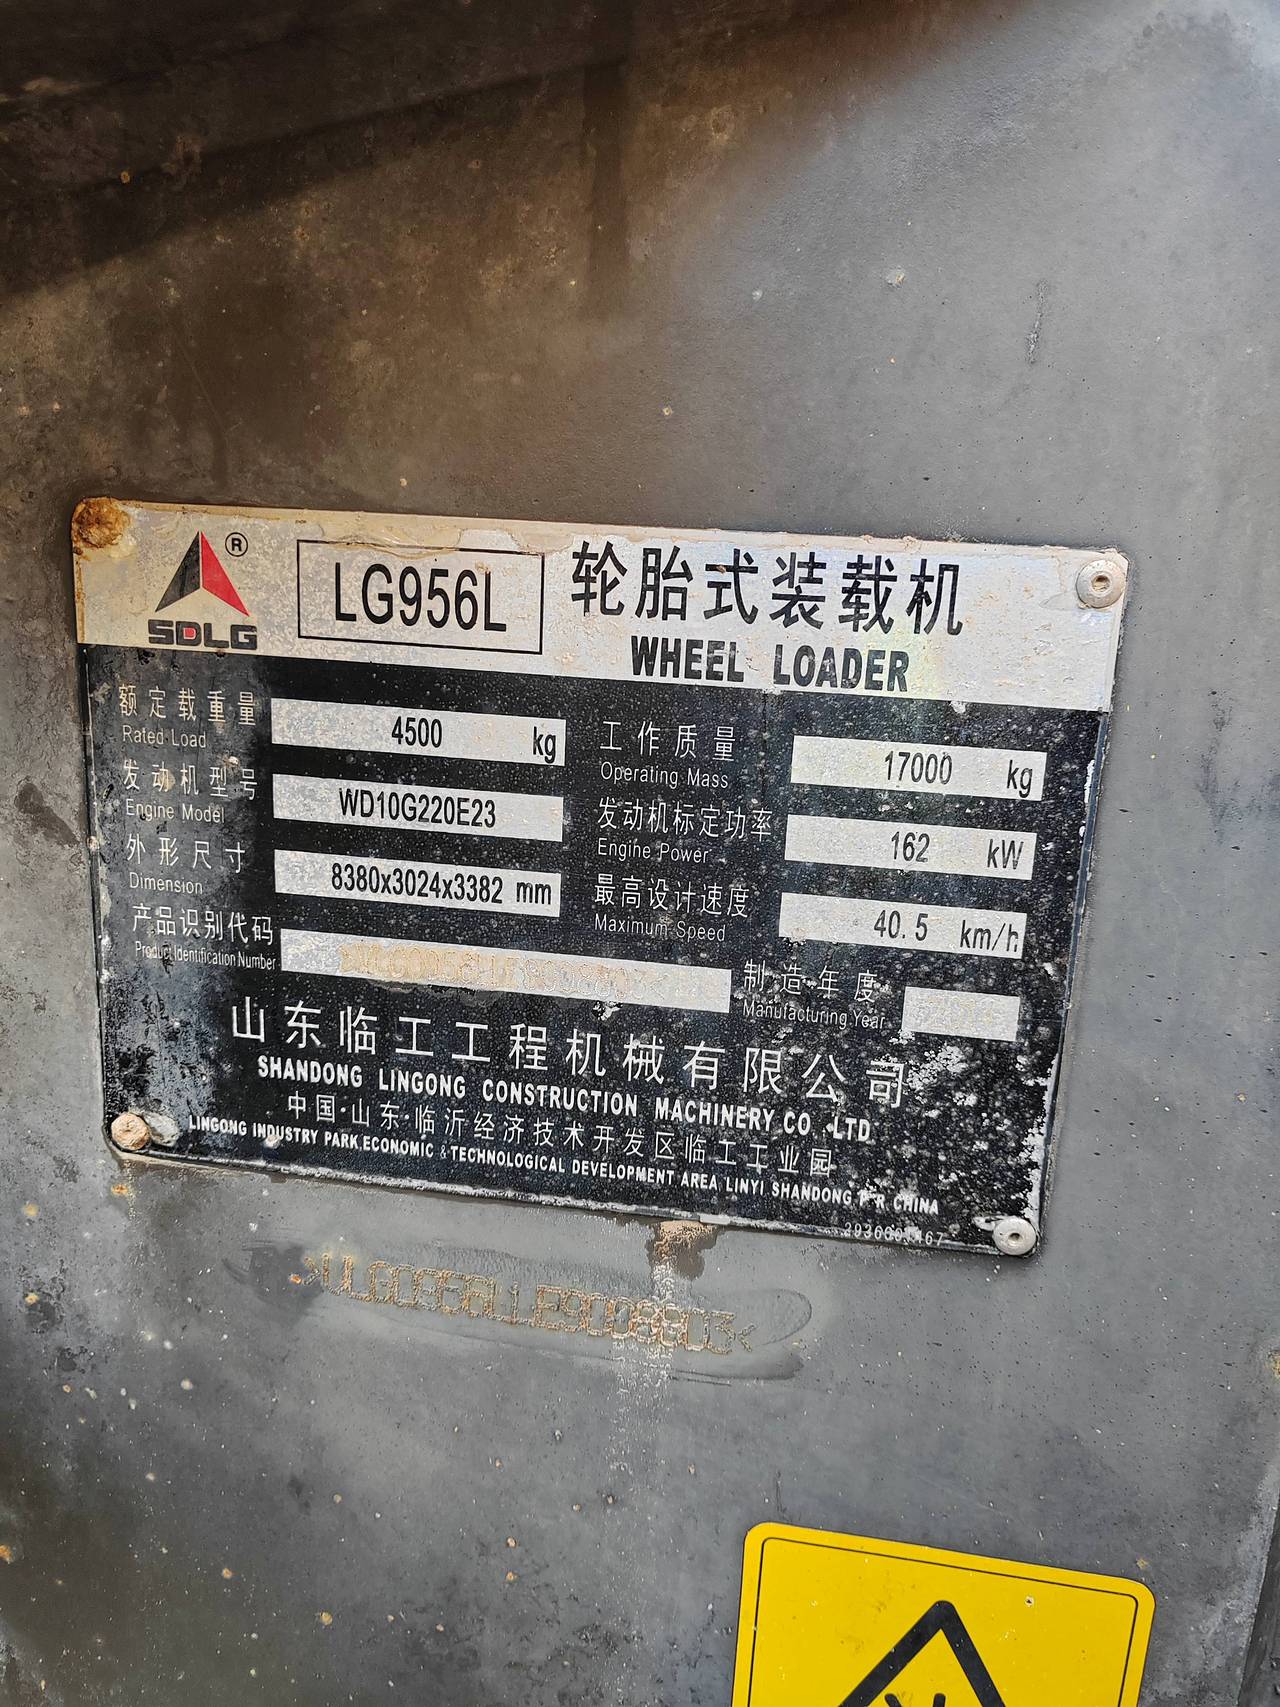 ®
SDLG
LG956L
轮胎式装载机
WHEEL LOADER
额定载重量 4500 kg
Rated Load
工作质量 17000 kg
Operating Mass
发动机型号 WD10G220E23
Engine Model
发动机标定功率 162 kW
Engine Power
外形尺寸 8380x3024x3382 mm
Dimension
最高设计速度 40.5 km/h
Maximum Speed
产品识别代码
Product Identification Number
制造年度
Manufacturing Year
山东临工工程机械有限公司
SHANDONG LINGONG CONSTRUCTION MACHINERY CO.,LTD
中国·山东·临沂经济技术开发区临工工业园
LINGONG INDUSTRY PARK.ECONOMIC & TECHNOLOGICAL DEVELOPMENT AREA LINYI SHANDONG P.R.CHINA